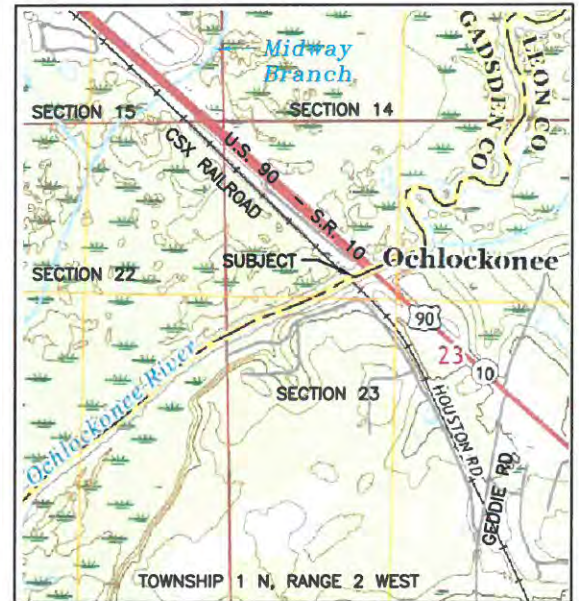 Midway
Branch
GADSDEN CO
LEON CO
SECTION 15
SECTION 14
CSX RAILROAD
U.S. 90 - S.R. 10
SECTION 22
SUBJECT
Ochlockonee
90
23
10
SECTION 23
Ochlockonee River
HOUSTON RD
GEDDIE RD
TOWNSHIP 1 N, RANGE 2 WEST